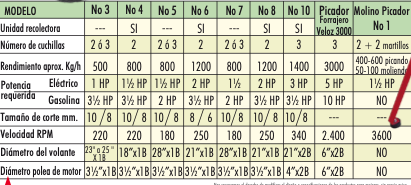 MODELO No 3 No 4 No 5 No 6 No 7 No 8 No 10 Picador Forrajero Veloz 3000 Molino Picador No 1
Unidad recolectora --- SI --- SI --- SI SI --- ---
Número de cuchillas 2 ó 3 2 2 ó 3 2 2 ó 3 2 3 3 2 + 2 martillos
Rendimiento aprox. Kg/h 500 800 800 1200 800 1200 1400 3000 400-600 picando 50-100 moliendo
Potencia requerida Eléctrico 1 HP 1½ HP 1½ HP 2 HP 1½ 2 HP 3 HP 5 HP 1½ HP
Gasolina 3½ HP 3½ HP 3½ HP 2 HP 3½ HP 3½ HP 3½ HP 10 HP NO
Tamaño de corte mm. 10/8 10/8 10/8 8/6 10/8 10/8 10/8 --- ---
Velocidad RPM 220 220 180 250 180 250 340 2.400 3600
Diámetro del volante 23" a 25" X 1B 18"x1B 28"x1B 21"x1B 28"x1B 21"x1B 21"x2B 6"x2B NO
Diámetro polea de motor 3½"x1B 3½"x1B 3½"x1B 3½"x1B 3½"x1B 3½"x1B 4"x2B 6"x2B NO